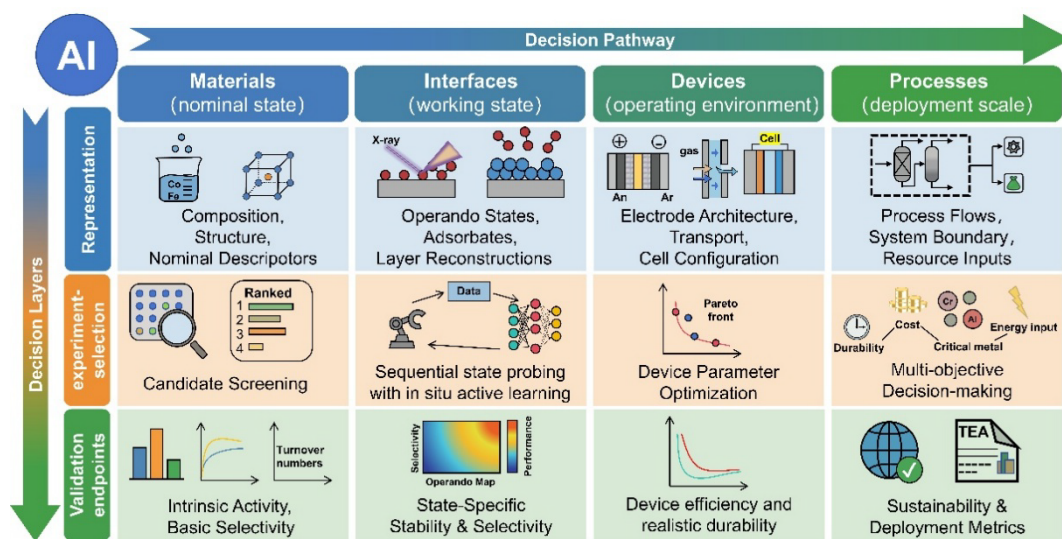 AI
Decision Pathway
Decision Layers
Materials
(nominal state)
Interfaces
(working state)
Devices
(operating environment)
Processes
(deployment scale)
Representation
Co
Fe
Composition,
Structure,
Nominal Descriptors
X-ray
Operando States,
Adsorbates,
Layer Reconstructions
+
−
gas
Cell
An
Ar
Electrode Architecture,
Transport,
Cell Configuration
Process Flows,
System Boundary,
Resource Inputs
experiment-
selection
Ranked
1
2
3
4
Candidate Screening
Data
Sequential state probing
with in situ active learning
Pareto
front
Device Parameter
Optimization
Durability
Cost
Cr
Al
Critical metal
Energy input
Multi-objective
Decision-making
Validation
endpoints
Turnover
numbers
Intrinsic Activity,
Basic Selectivity
Selectivity
Operando Map
Performance
State-Specific
Stability & Selectivity
Device efficiency and
realistic durability
TEA
Sustainability &
Deployment Metrics